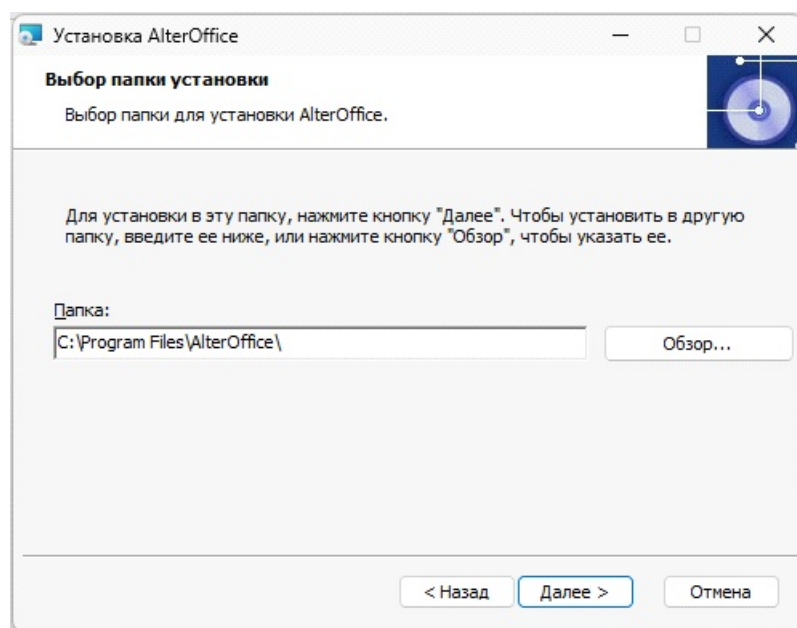 Установка AlterOffice
Выбор папки установки
Выбор папки для установки AlterOffice.
Для установки в эту папку, нажмите кнопку "Далее". Чтобы установить в другую
папку, введите ее ниже, или нажмите кнопку "Обзор", чтобы указать ее.
Папка:
C:\Program Files\AlterOffice\
Обзор...
< Назад
Далее >
Отмена